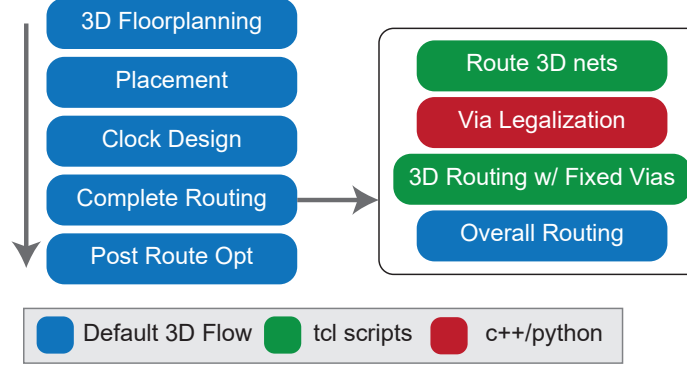 3D Floorplanning
Placement
Clock Design
Complete Routing
Post Route Opt
Route 3D nets
Via Legalization
3D Routing w/ Fixed Vias
Overall Routing
Default 3D Flow
tcl scripts
c++/python